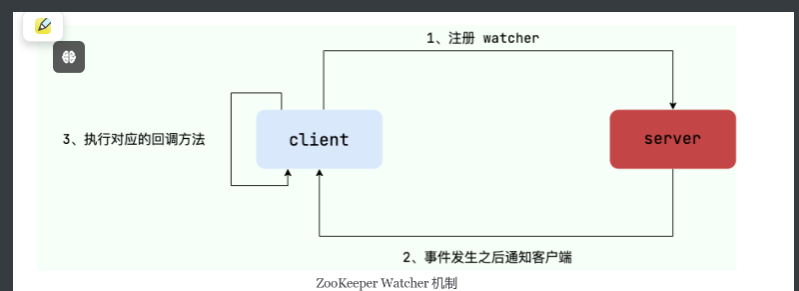 1、注册 watcher
3、执行对应的回调方法
client
server
2、事件发生之后通知客户端
ZooKeeper Watcher 机制